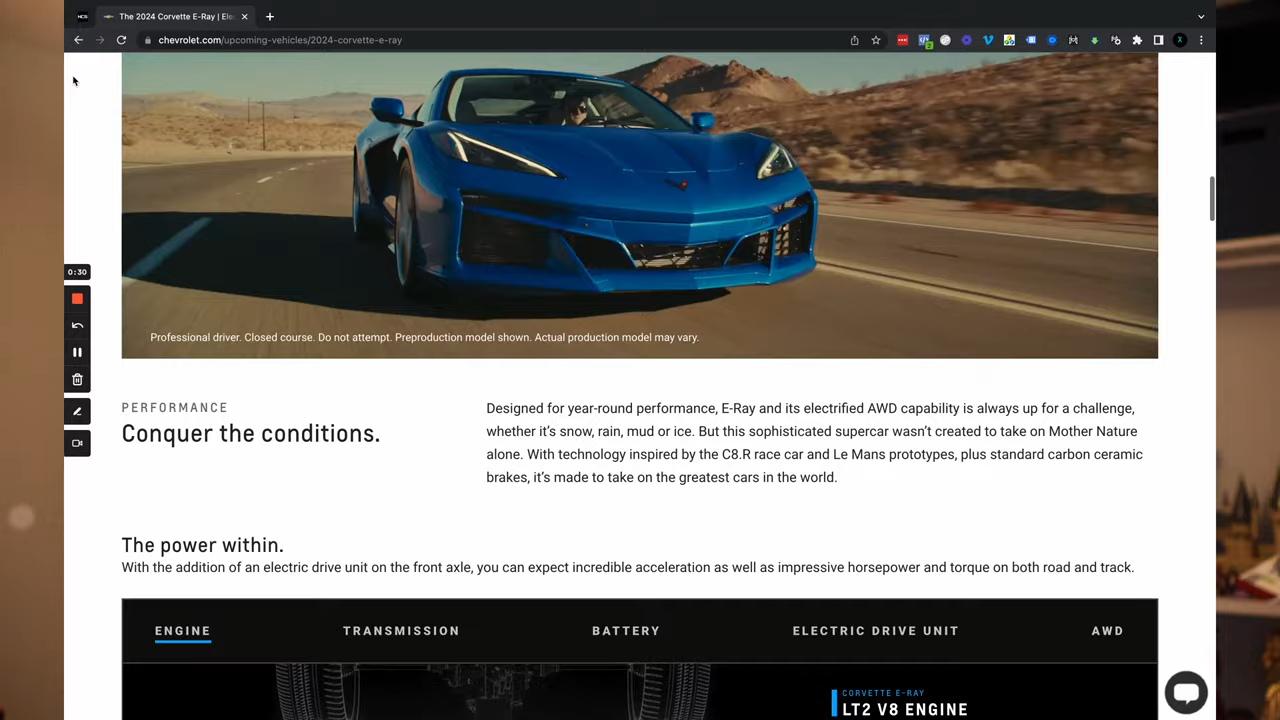 The 2024 Corvette E-Ray | Ele
chevrolet.com/upcoming-vehicles/2024-corvette-e-ray
0:30
Professional driver. Closed course. Do not attempt. Preproduction model shown. Actual production model may vary.
PERFORMANCE
Conquer the conditions.
Designed for year-round performance, E-Ray and its electrified AWD capability is always up for a challenge,
whether it's snow, rain, mud or ice. But this sophisticated supercar wasn't created to take on Mother Nature
alone. With technology inspired by the C8.R race car and Le Mans prototypes, plus standard carbon ceramic
brakes, it's made to take on the greatest cars in the world.
The power within.
With the addition of an electric drive unit on the front axle, you can expect incredible acceleration as well as impressive horsepower and torque on both road and track.
ENGINE TRANSMISSION BATTERY ELECTRIC DRIVE UNIT AWD
CORVETTE E-RAY
LT2 V8 ENGINE